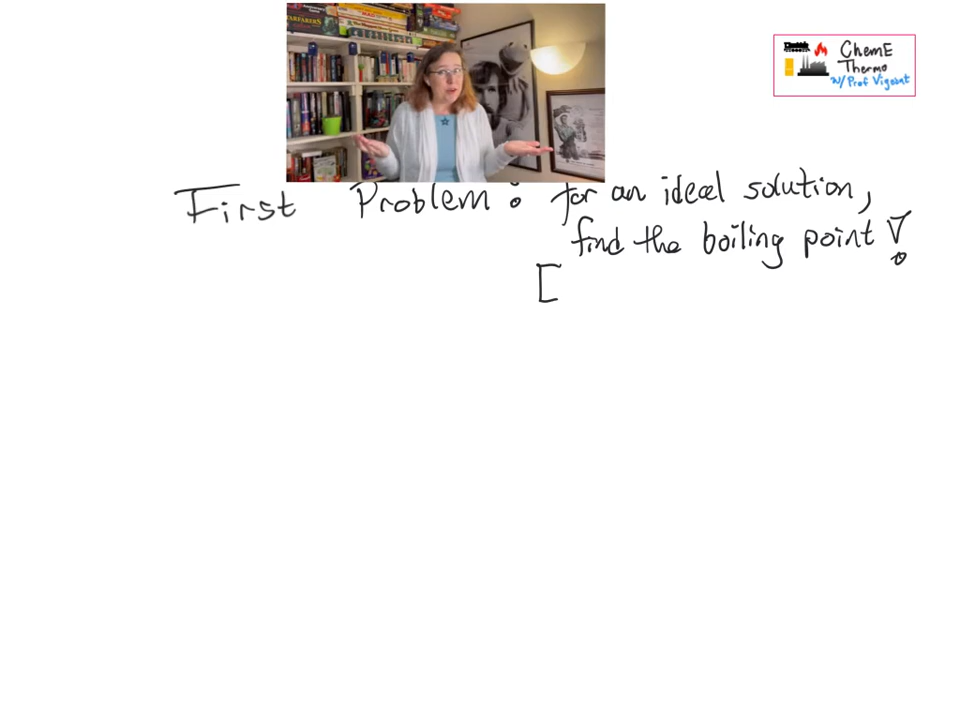 ChemE
Thermo
w/ Prof Vigeant
First Problem: for an ideal solution,
find the boiling point!
[